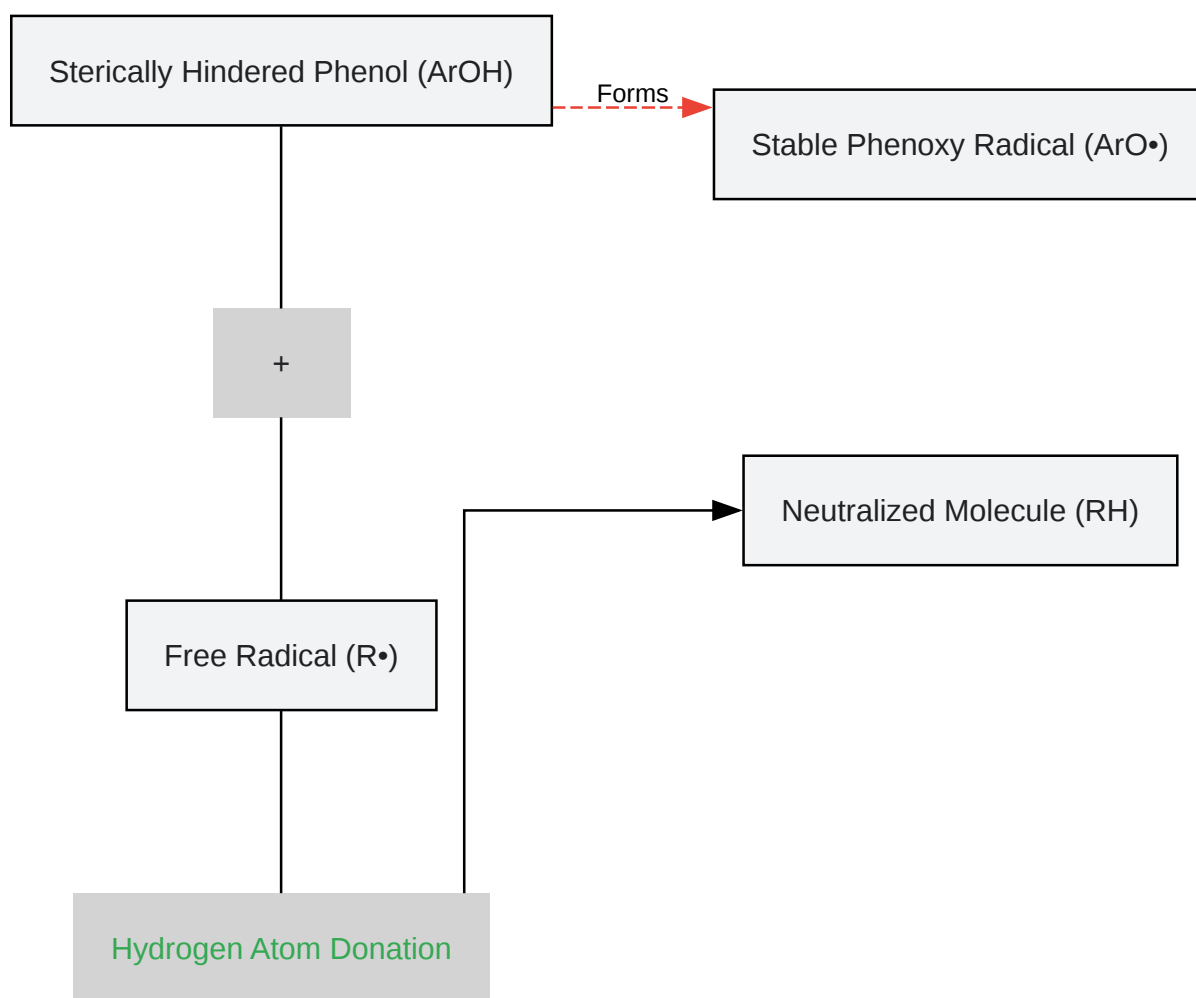 Sterically Hindered Phenol (ArOH)
Forms
Stable Phenoxy Radical (ArO•)
+
Neutralized Molecule (RH)
Free Radical (R•)
Hydrogen Atom Donation